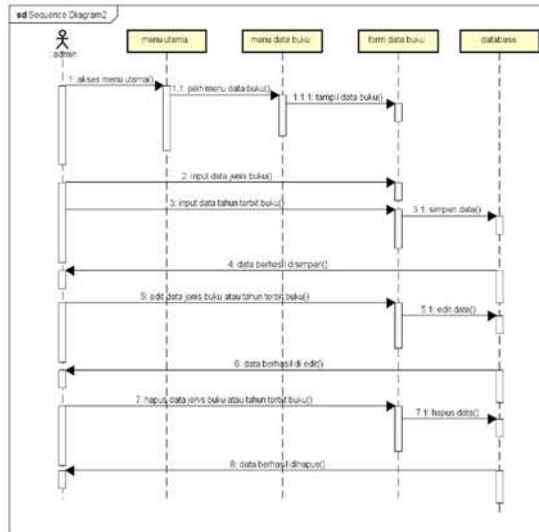 sd Sequence Diagram2
admin
menu utama
menu data buku
form data buku
database
1: akses menu utama()
1.1: pilih menu data buku()
1.1.1: tampil data buku()
2: input data jenis buku()
3: input data tahun terbit buku()
3.1: simpan data()
4: data berhasil disimpan()
5: edit data jenis buku atau tahun terbit buku()
5.1: edit data()
6: data berhasil di edit()
7: hapus data jenis buku atau tahun terbit buku()
7.1: hapus data()
8: data berhasil dihapus()